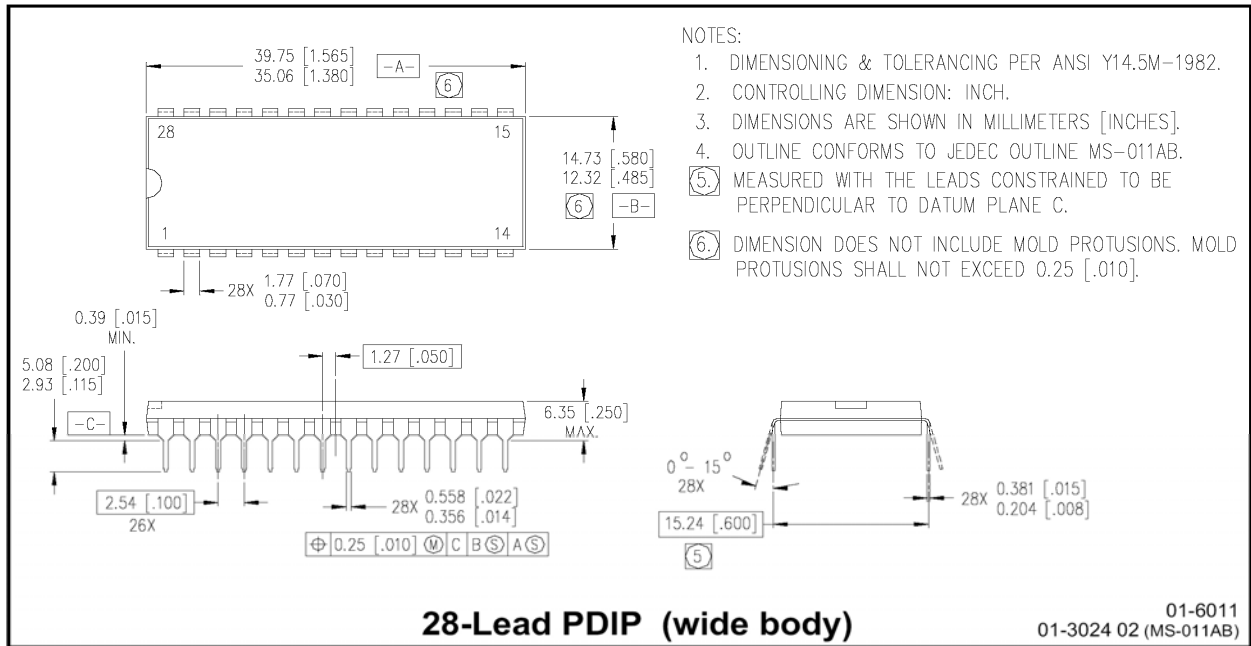 39.75 [1.565]
35.06 [1.380]
-A-
6
28
15
1
14
14.73 [.580]
12.32 [.485]
6
-B-
28X
1.77 [.070]
0.77 [.030]
NOTES:
1. DIMENSIONING & TOLERANCING PER ANSI Y14.5M-1982.
2. CONTROLLING DIMENSION: INCH.
3. DIMENSIONS ARE SHOWN IN MILLIMETERS [INCHES].
4. OUTLINE CONFORMS TO JEDEC OUTLINE MS-011AB.
5. MEASURED WITH THE LEADS CONSTRAINED TO BE
PERPENDICULAR TO DATUM PLANE C.
6. DIMENSION DOES NOT INCLUDE MOLD PROTUSIONS. MOLD
PROTUSIONS SHALL NOT EXCEED 0.25 [.010].
0.39 [.015]
MIN.
5.08 [.200]
2.93 [.115]
-C-
1.27 [.050]
6.35 [.250]
MAX.
2.54 [.100]
26X
28X
0.558 [.022]
0.356 [.014]
⌖ 0.25 [.010] Ⓜ C B Ⓢ A Ⓢ
0° - 15°
28X
15.24 [.600]
5
28X
0.381 [.015]
0.204 [.008]
28-Lead PDIP (wide body)
01-6011
01-3024 02 (MS-011AB)